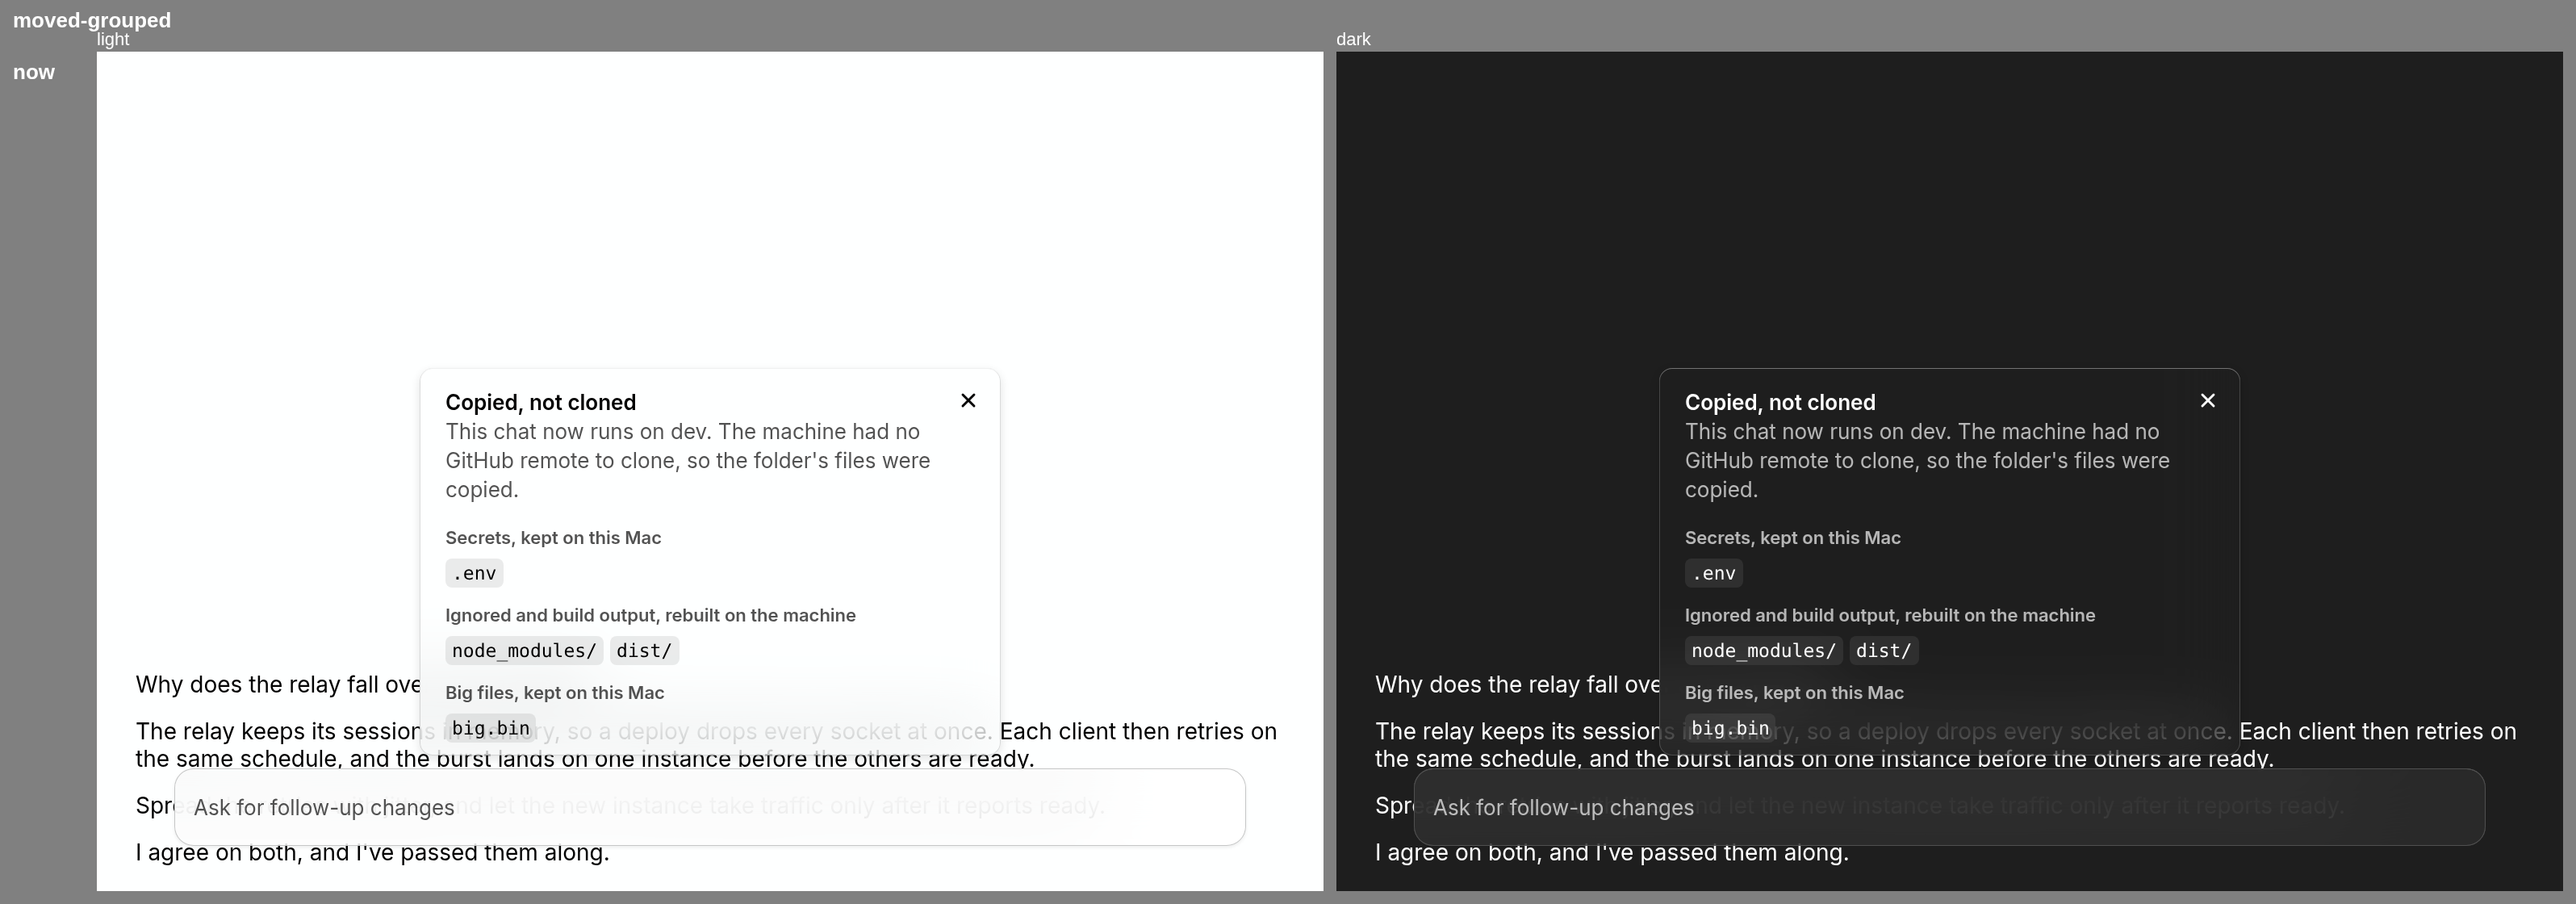 moved-grouped
light
dark
now
Copied, not cloned
This chat now runs on dev. The machine had no
GitHub remote to clone, so the folder's files were
copied.
Secrets, kept on this Mac
.env
Ignored and build output, rebuilt on the machine
node_modules/ dist/
Big files, kept on this Mac
big.bin
Why does the relay fall ove
The relay keeps its sessions in memory, so a deploy drops every socket at once. Each client then retries on
the same schedule, and the burst lands on one instance before the others are ready.
Ask for follow-up changes
Spre nd let the new instance take traffic only after it reports ready.
I agree on both, and I've passed them along.
Copied, not cloned
This chat now runs on dev. The machine had no
GitHub remote to clone, so the folder's files were
copied.
Secrets, kept on this Mac
.env
Ignored and build output, rebuilt on the machine
node_modules/ dist/
Big files, kept on this Mac
big.bin
Why does the relay fall ove
The relay keeps its sessions in memory, so a deploy drops every socket at once. Each client then retries on
the same schedule, and the burst lands on one instance before the others are ready.
Ask for follow-up changes
Spre nd let the new instance take traffic only after it reports ready.
I agree on both, and I've passed them along.